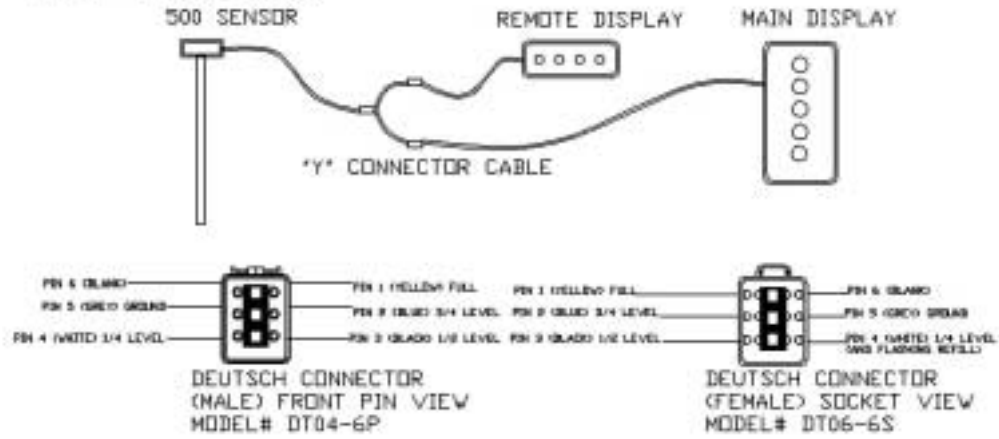 500 SENSOR
REMOTE DISPLAY
MAIN DISPLAY
"Y" CONNECTOR CABLE
PIN 6 (BLANK)
PIN 5 (GREY) GROUND
PIN 4 (WHITE) 1/4 LEVEL
PIN 1 (YELLOW) FULL
PIN 2 (BLUE) 3/4 LEVEL
PIN 3 (BLACK) 1/2 LEVEL
DEUTSCH CONNECTOR
(MALE) FRONT PIN VIEW
MODEL# DT04-6P
PIN 1 (YELLOW) FULL
PIN 2 (BLUE) 3/4 LEVEL
PIN 3 (BLACK) 1/2 LEVEL
PIN 6 (BLANK)
PIN 5 (GREY) GROUND
PIN 4 (WHITE) 1/4 LEVEL
(AND FLASHING REFILL)
DEUTSCH CONNECTOR
(FEMALE) SOCKET VIEW
MODEL# DT06-6S